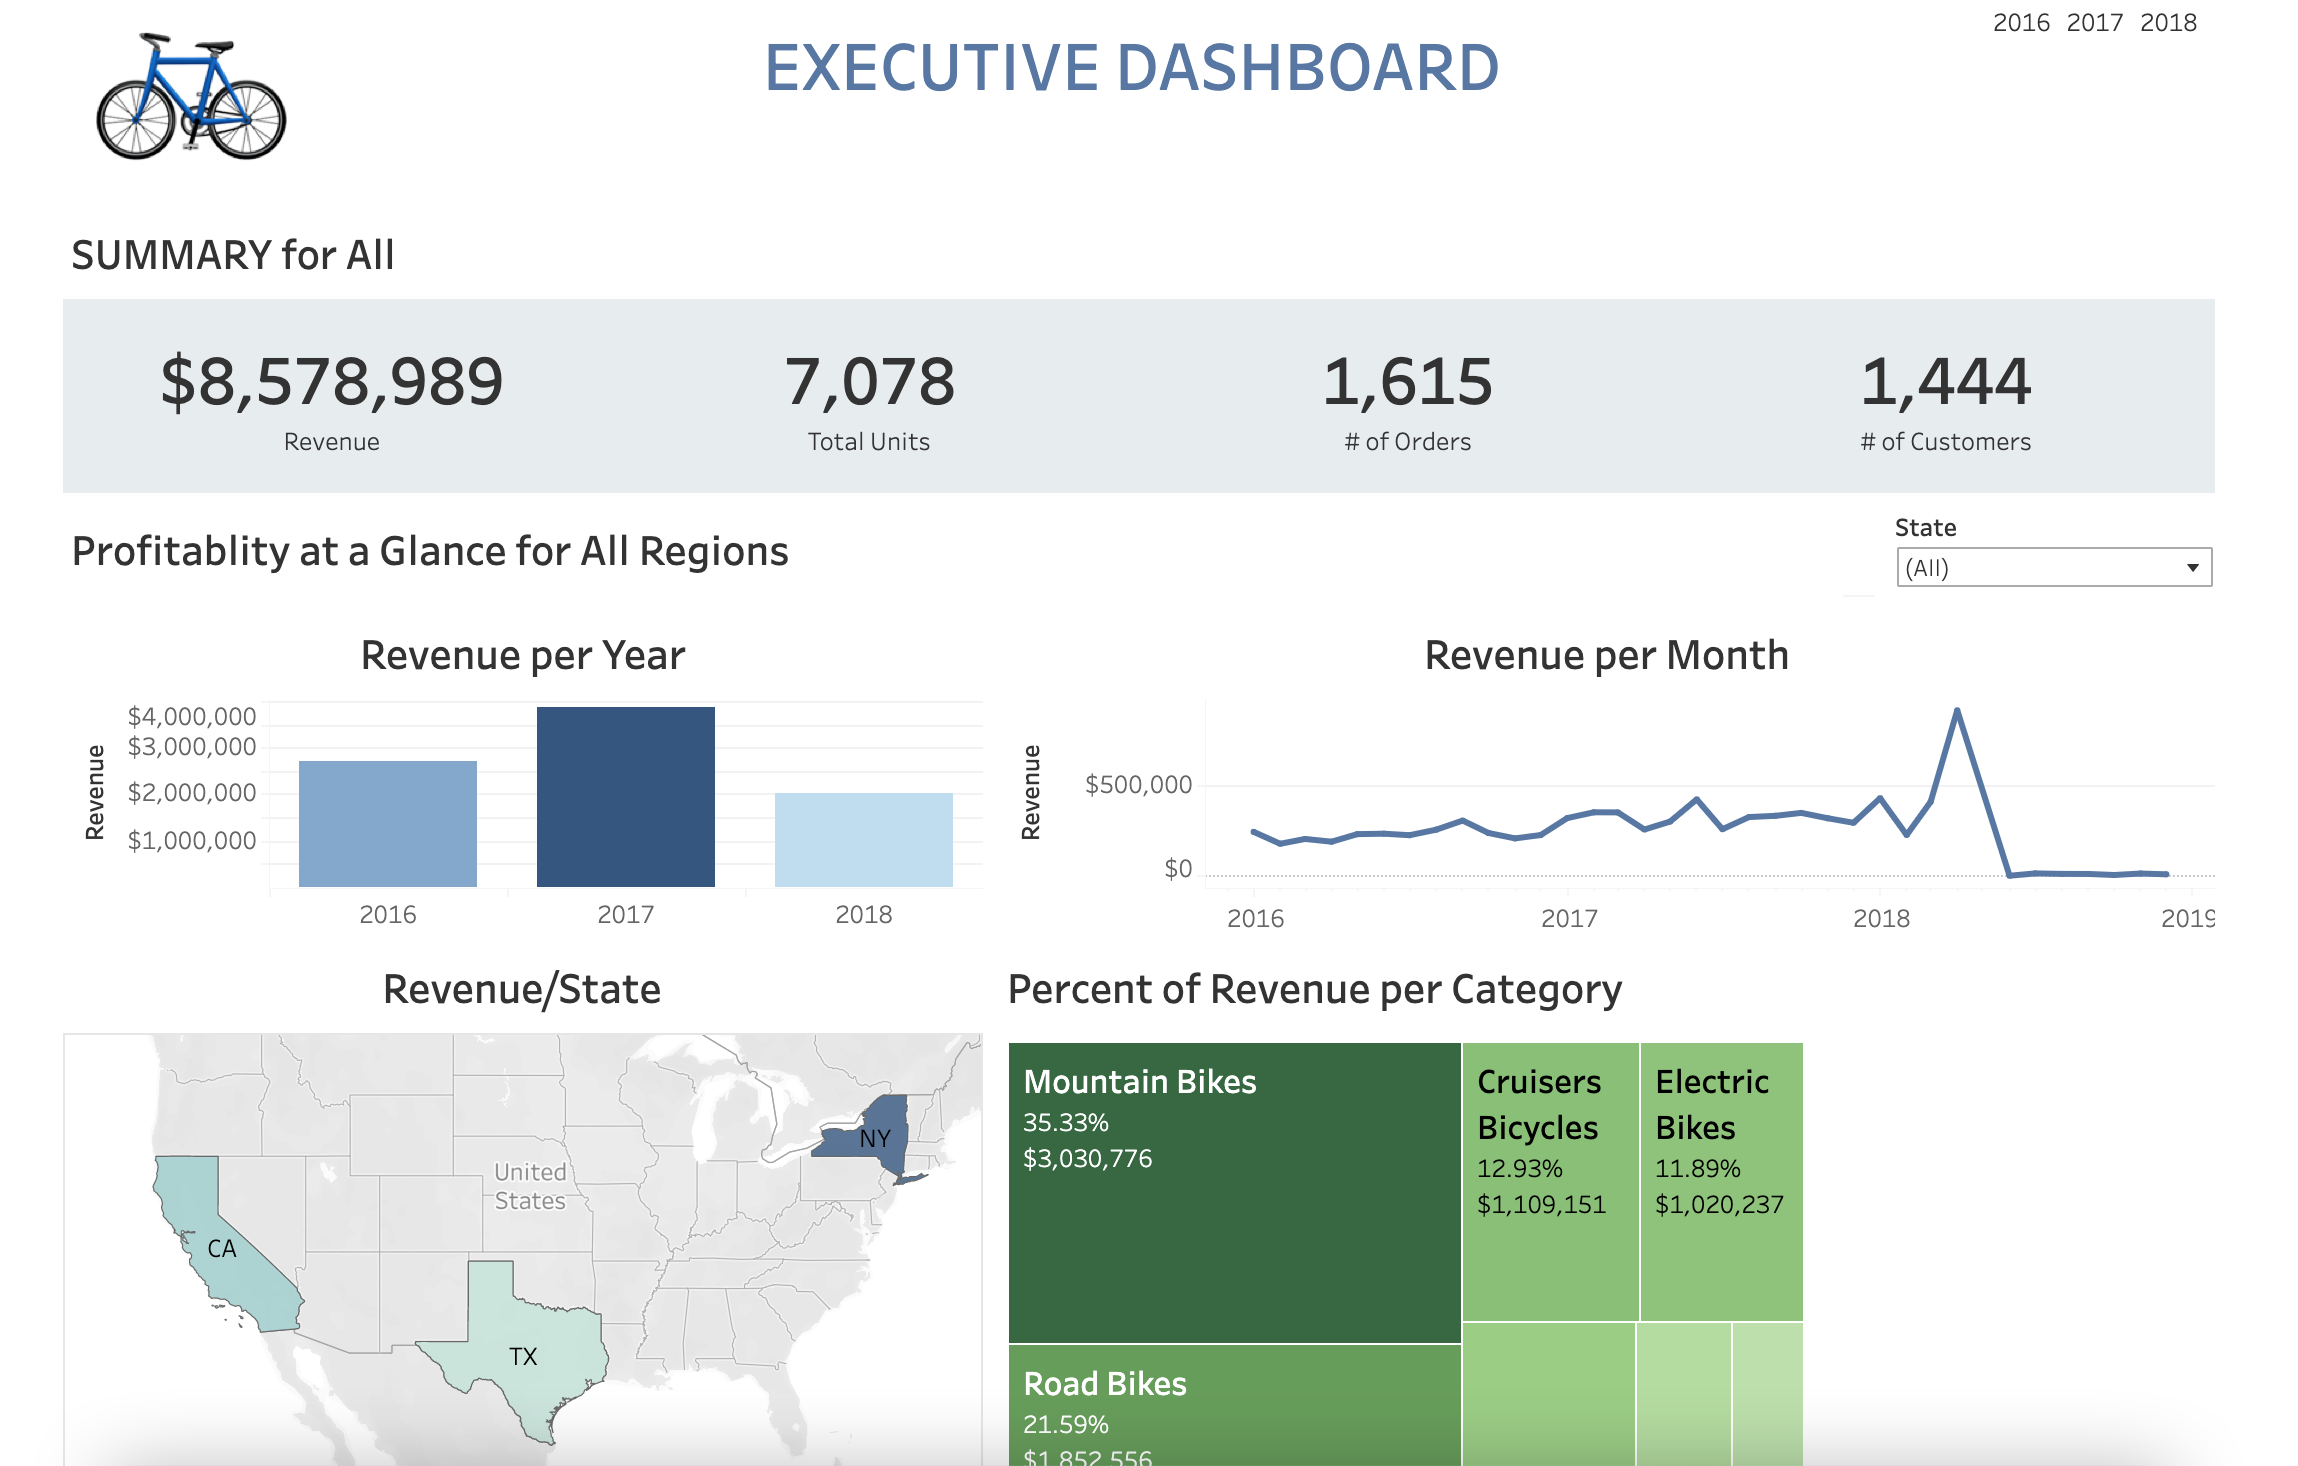 2016 2017 2018
EXECUTIVE DASHBOARD
SUMMARY for All
$8,578,989
Revenue
7,078
Total Units
1,615
# of Orders
1,444
# of Customers
Profitablity at a Glance for All Regions
State
(All)
Revenue per Year
Revenue
$4,000,000
$3,000,000
$2,000,000
$1,000,000
2016
2017
2018
Revenue per Month
Revenue
$500,000
$0
2016
2017
2018
2019
Revenue/State
United
States
NY
CA
TX
Percent of Revenue per Category
Mountain Bikes
35.33%
$3,030,776
Cruisers
Bicycles
12.93%
$1,109,151
Electric
Bikes
11.89%
$1,020,237
Road Bikes
21.59%
$1,852,556